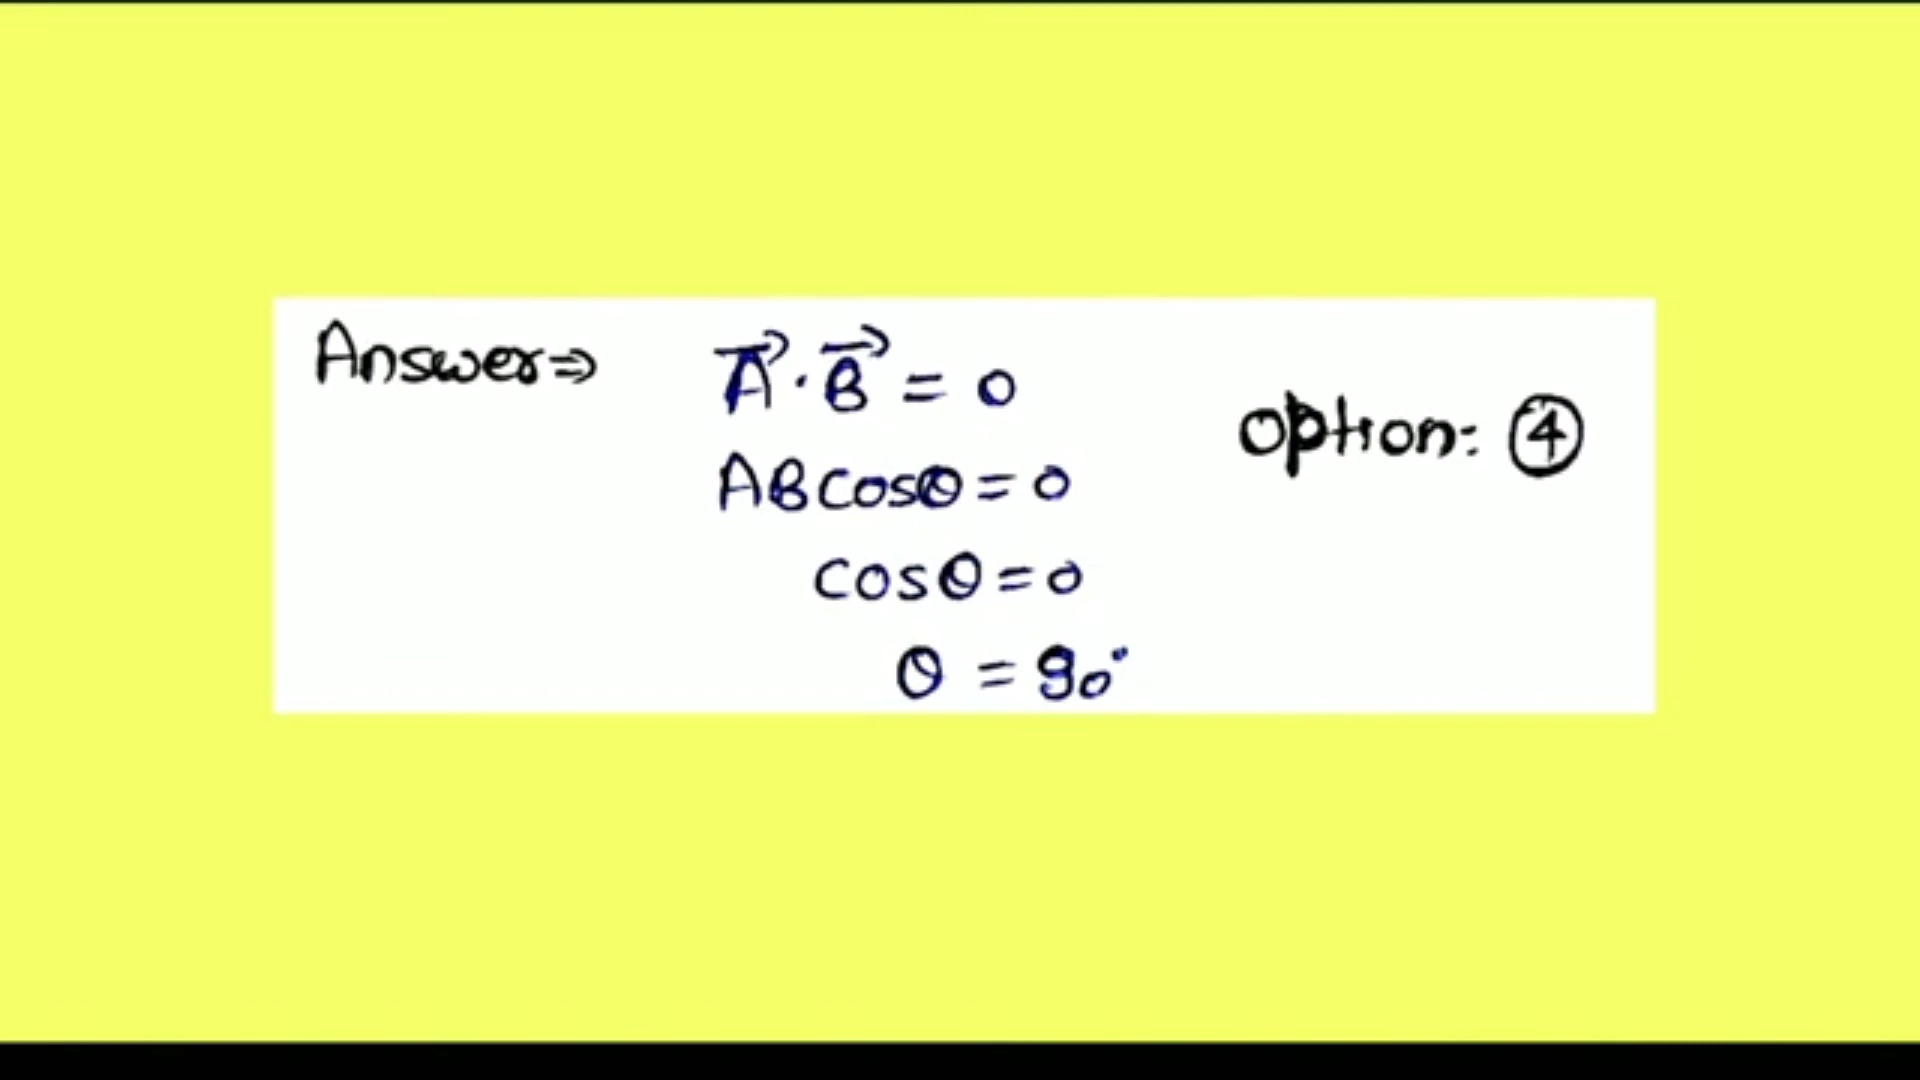 Answer⇒
A⃗·B⃗ = 0
ABcosθ = 0
cosθ = 0
θ = 90°
Option: ④